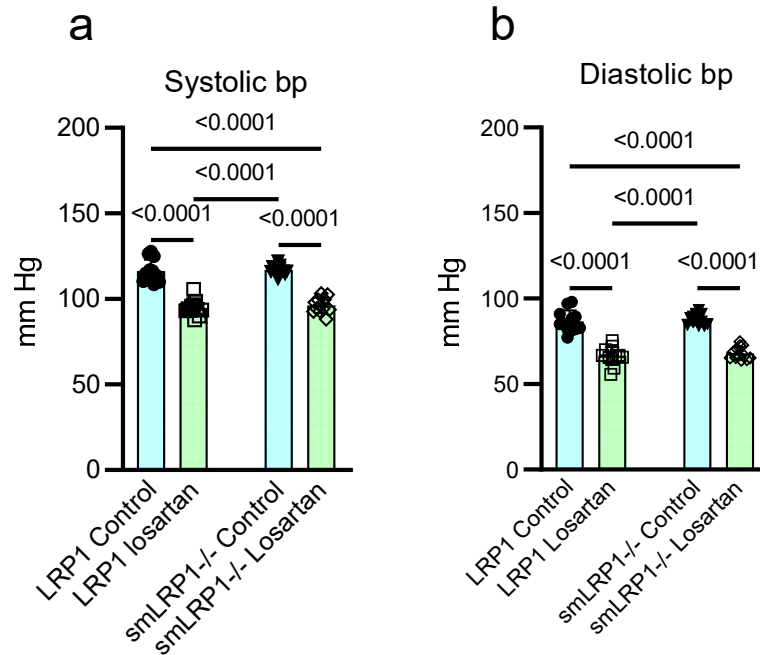 a
Systolic bp
<0.0001
<0.0001
<0.0001
<0.0001
200
150
100
50
0
mm Hg
LRP1 Control
LRP1 losartan
smLRP1-/- Control
smLRP1-/- Losartan
b
Diastolic bp
<0.0001
<0.0001
<0.0001
<0.0001
200
150
100
50
0
mm Hg
LRP1 Control
LRP1 Losartan
smLRP1-/- Control
smLRP1-/- Losartan